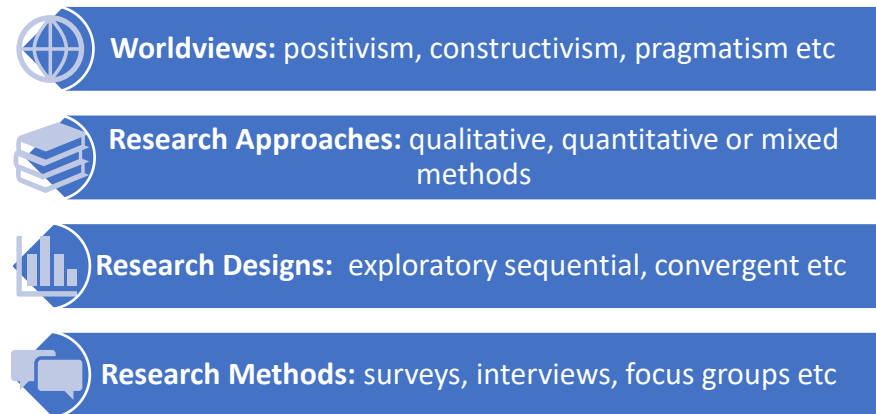 Worldviews: positivism, constructivism, pragmatism etc
Research Approaches: qualitative, quantitative or mixed
methods
Research Designs: exploratory sequential, convergent etc
Research Methods: surveys, interviews, focus groups etc